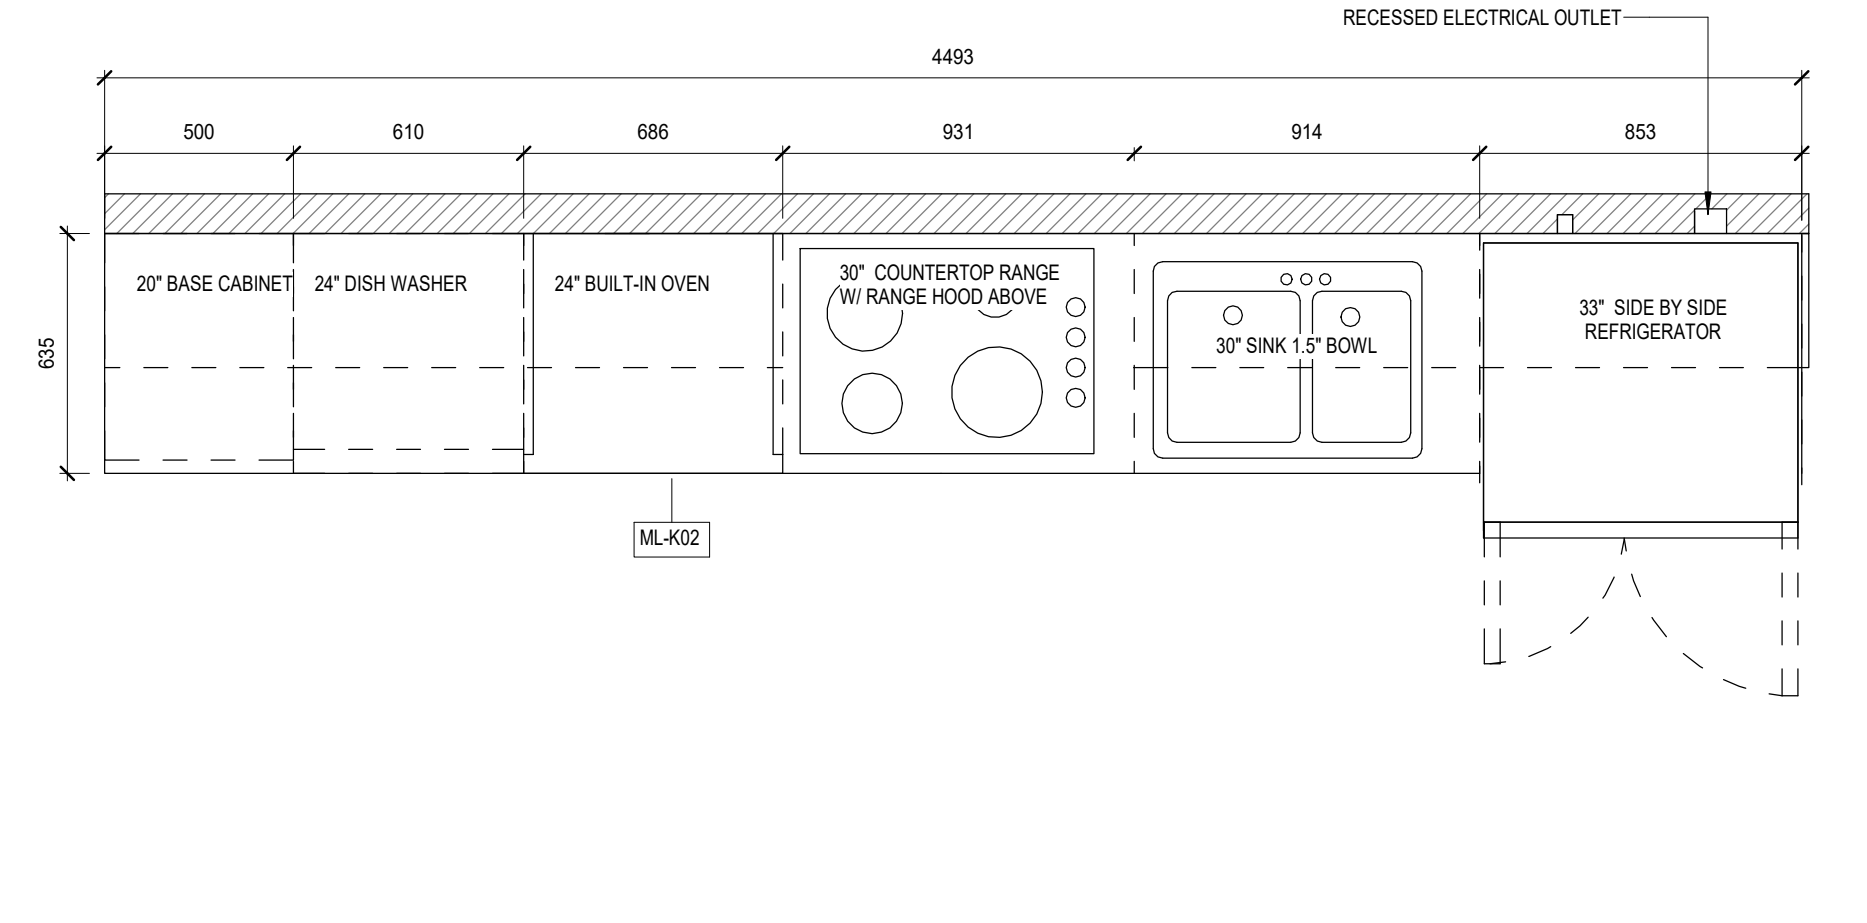 RECESSED ELECTRICAL OUTLET
4493
500 610 686 931 914 853
635
20" BASE CABINET
24" DISH WASHER
24" BUILT-IN OVEN
30" COUNTERTOP RANGE
W/ RANGE HOOD ABOVE
30" SINK 1.5" BOWL
33" SIDE BY SIDE
REFRIGERATOR
ML-K02